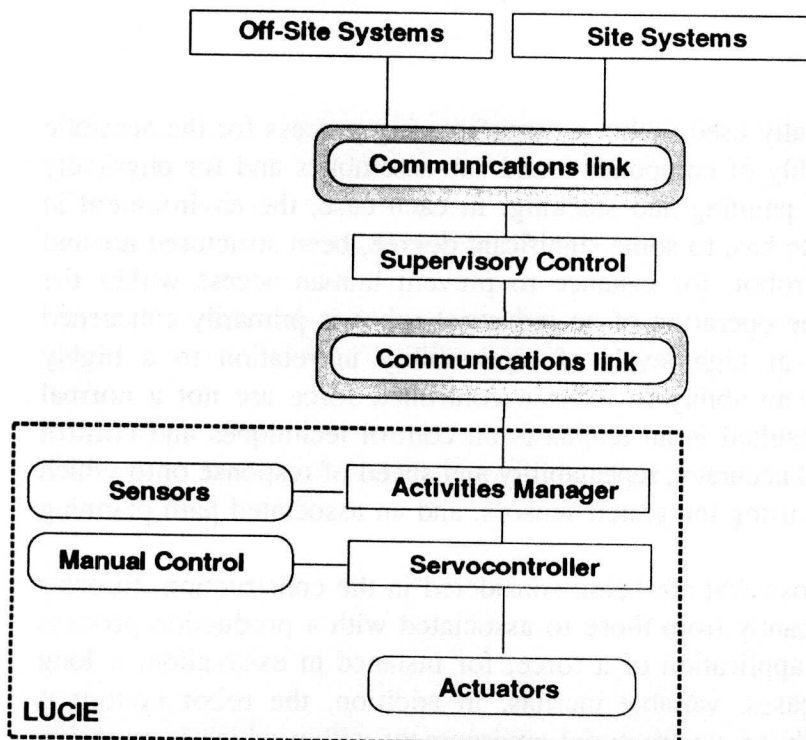 Off-Site Systems
Site Systems
Communications link
Supervisory Control
Communications link
Sensors
Activities Manager
Manual Control
Servocontroller
Actuators
LUCIE